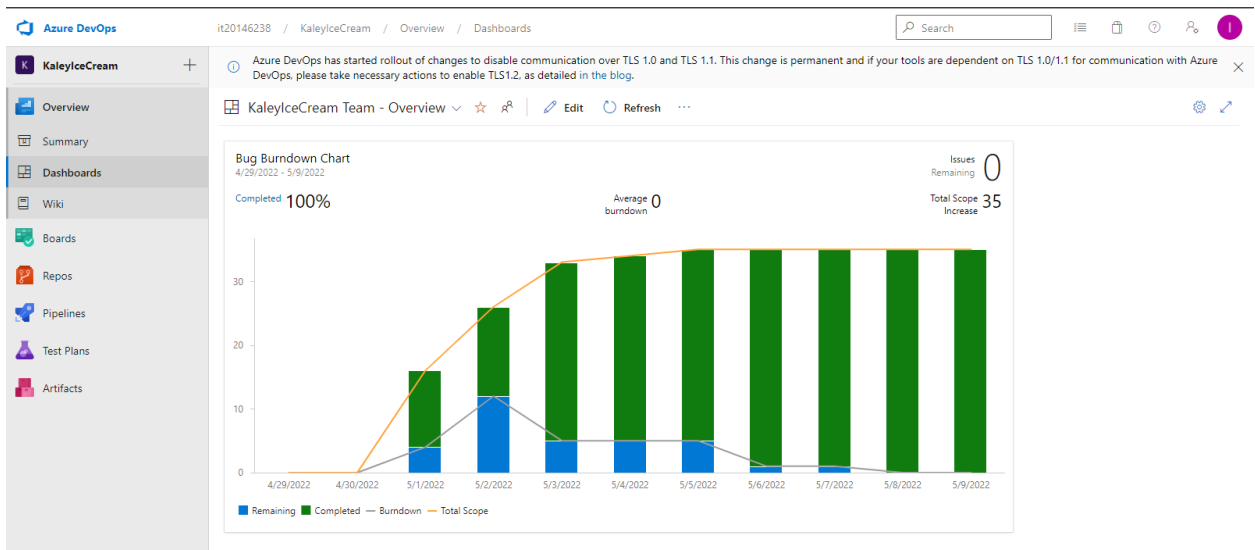 Azure DevOps
it20146238 / KaleyIceCream / Overview / Dashboards
Search
I
K KaleyIceCream
Overview
Summary
Dashboards
Wiki
Boards
Repos
Pipelines
Test Plans
Artifacts
Azure DevOps has started rollout of changes to disable communication over TLS 1.0 and TLS 1.1. This change is permanent and if your tools are dependent on TLS 1.0/1.1 for communication with Azure
DevOps, please take necessary actions to enable TLS1.2, as detailed in the blog.
KaleyIceCream Team - Overview
Edit
Refresh
Bug Burndown Chart
4/29/2022 - 5/9/2022
Issues
Remaining 0
Completed 100%
Average
burndown 0
Total Scope
Increase 35
30
20
10
0
4/29/2022 4/30/2022 5/1/2022 5/2/2022 5/3/2022 5/4/2022 5/5/2022 5/6/2022 5/7/2022 5/8/2022 5/9/2022
Remaining Completed Burndown Total Scope